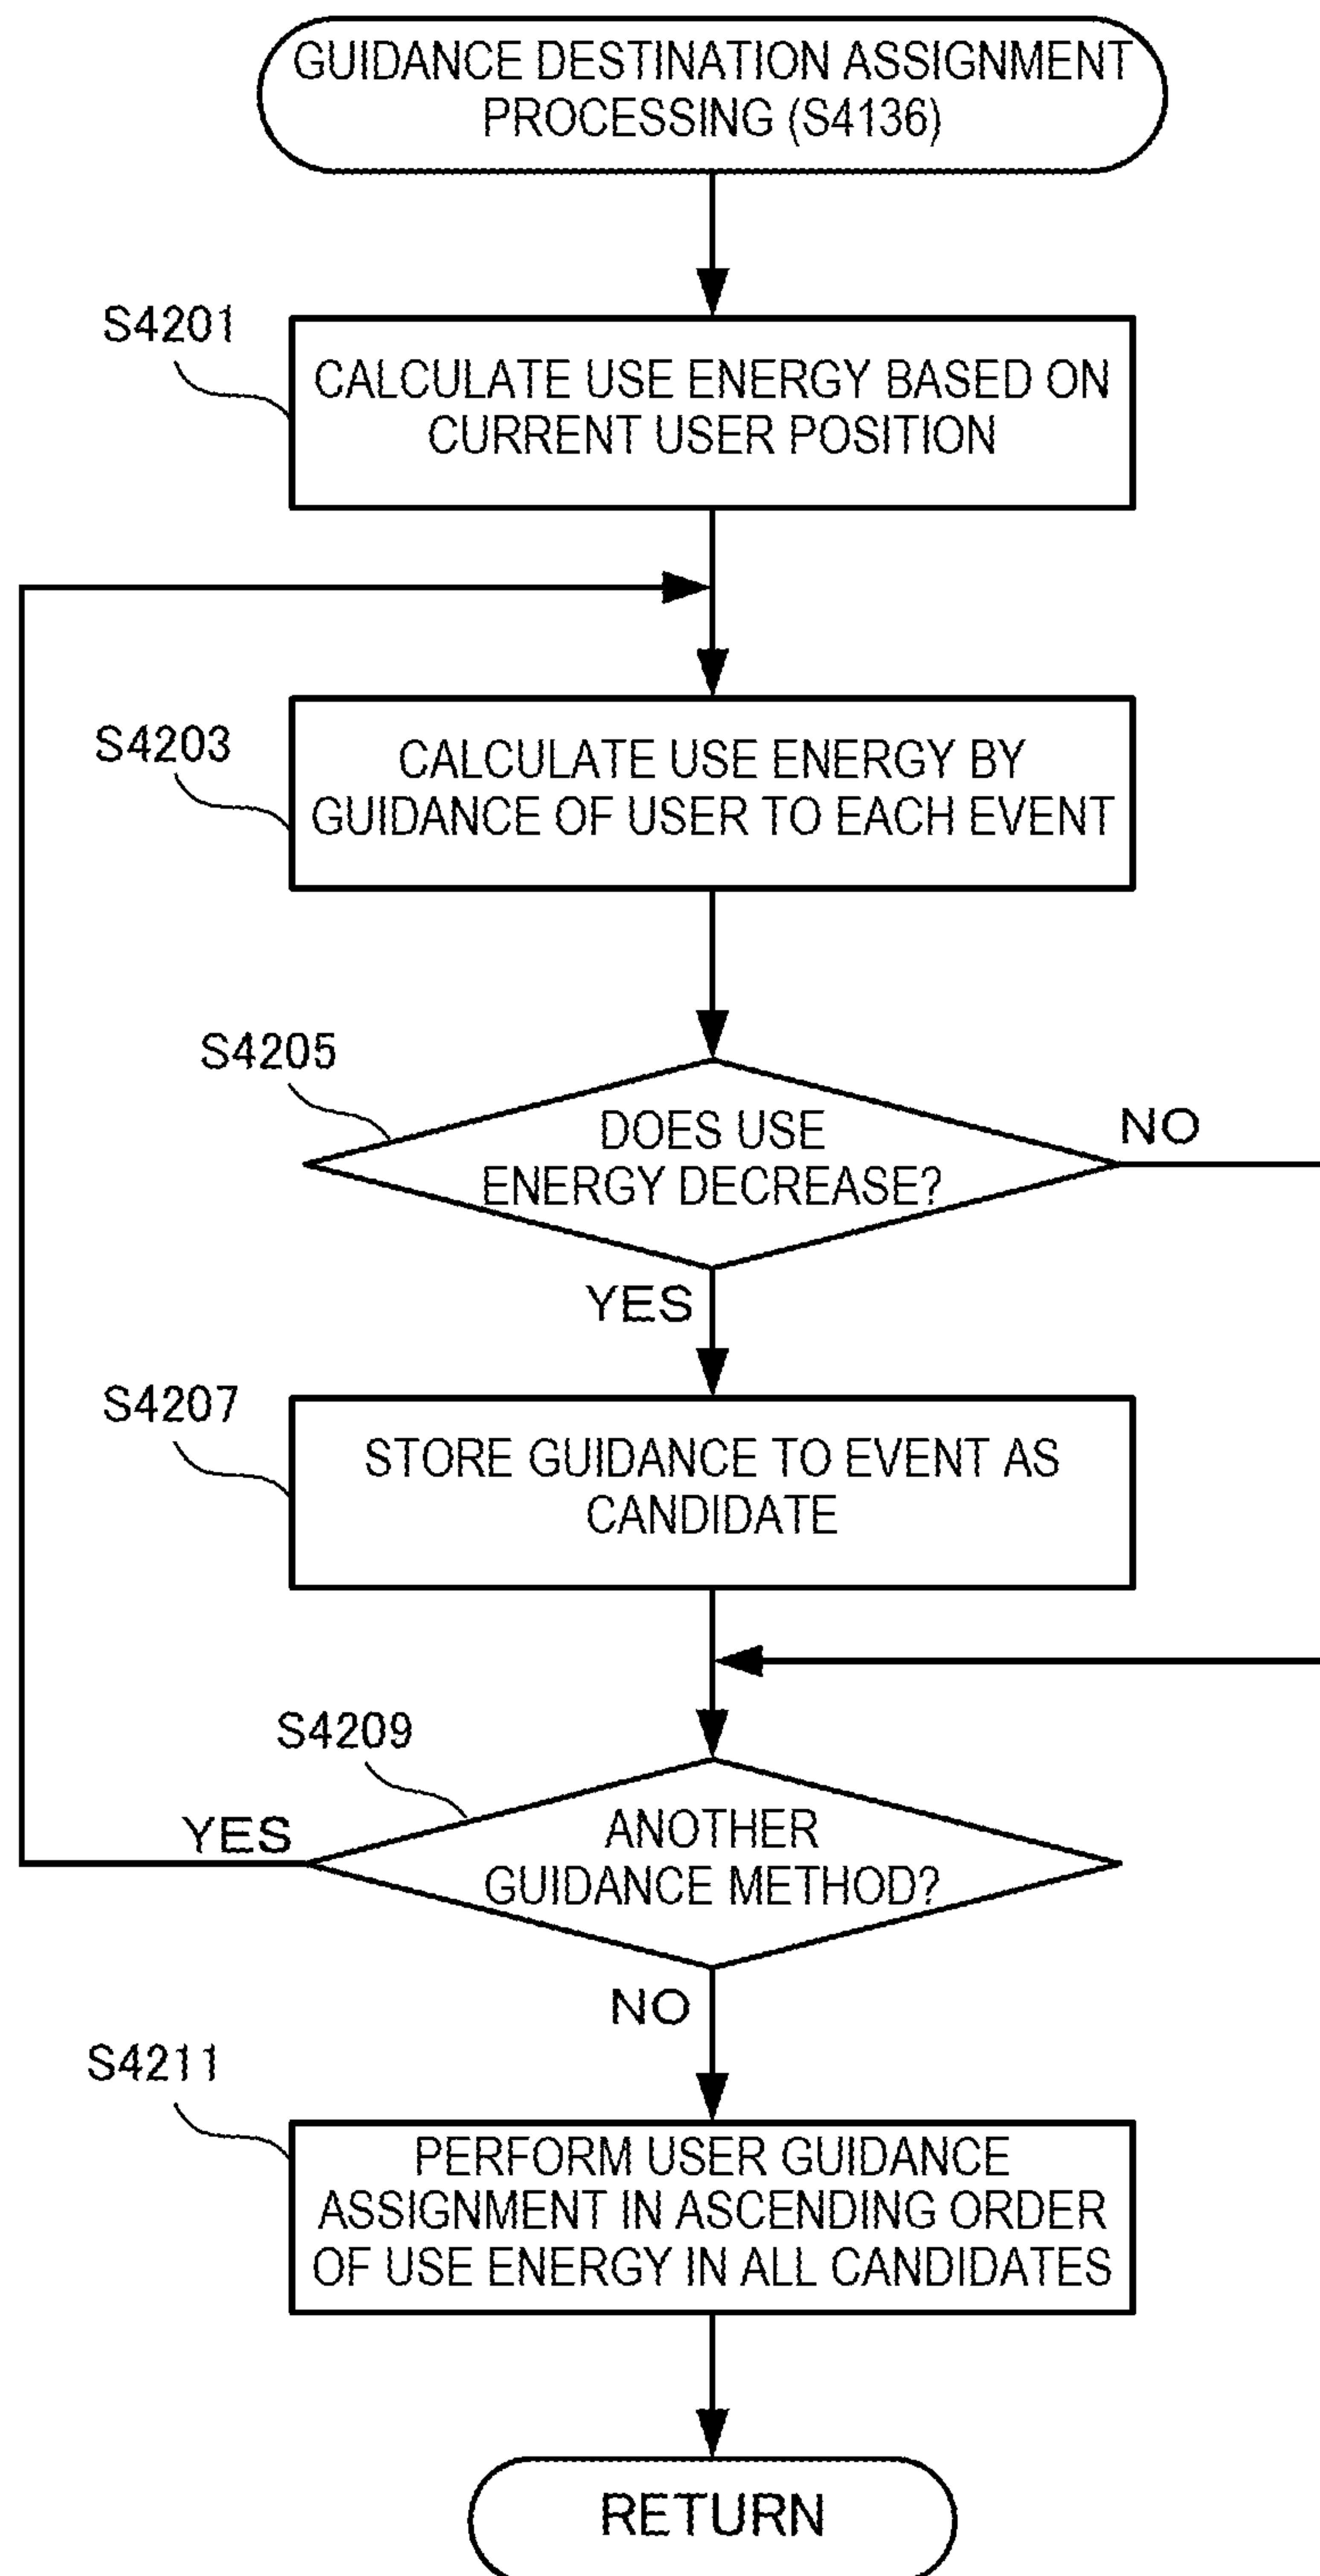 GUIDANCE DESTINATION ASSIGNMENT
PROCESSING (S4136)
S4201
CALCULATE USE ENERGY BASED ON
CURRENT USER POSITION
S4203
CALCULATE USE ENERGY BY
GUIDANCE OF USER TO EACH EVENT
S4205
DOES USE
ENERGY DECREASE?
NO
YES
S4207
STORE GUIDANCE TO EVENT AS
CANDIDATE
S4209
YES
ANOTHER
GUIDANCE METHOD?
NO
S4211
PERFORM USER GUIDANCE
ASSIGNMENT IN ASCENDING ORDER
OF USE ENERGY IN ALL CANDIDATES
RETURN